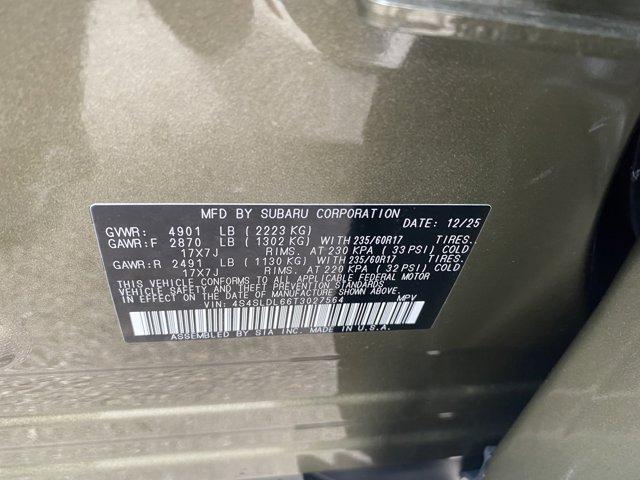 MFD BY SUBARU CORPORATION
DATE: 12/25
GVWR: 4901 LB (2223 KG)
GAWR:F 2870 LB (1302 KG) WITH 235/60R17 TIRES.
17X7J RIMS. AT 230 KPA (33 PSI) COLD
GAWR:R 2491 LB (1130 KG) WITH 235/60R17 TIRES.
17X7J RIMS. AT 220 KPA (32 PSI) COLD
THIS VEHICLE CONFORMS TO ALL APPLICABLE FEDERAL MOTOR
VEHICLE SAFETY AND THEFT PREVENTION STANDARDS
IN EFFECT ON THE DATE OF MANUFACTURE SHOWN ABOVE.
VIN: 4S4SLDL66T3027564 MPV
ASSEMBLED BY SIA INC. MADE IN U.S.A.